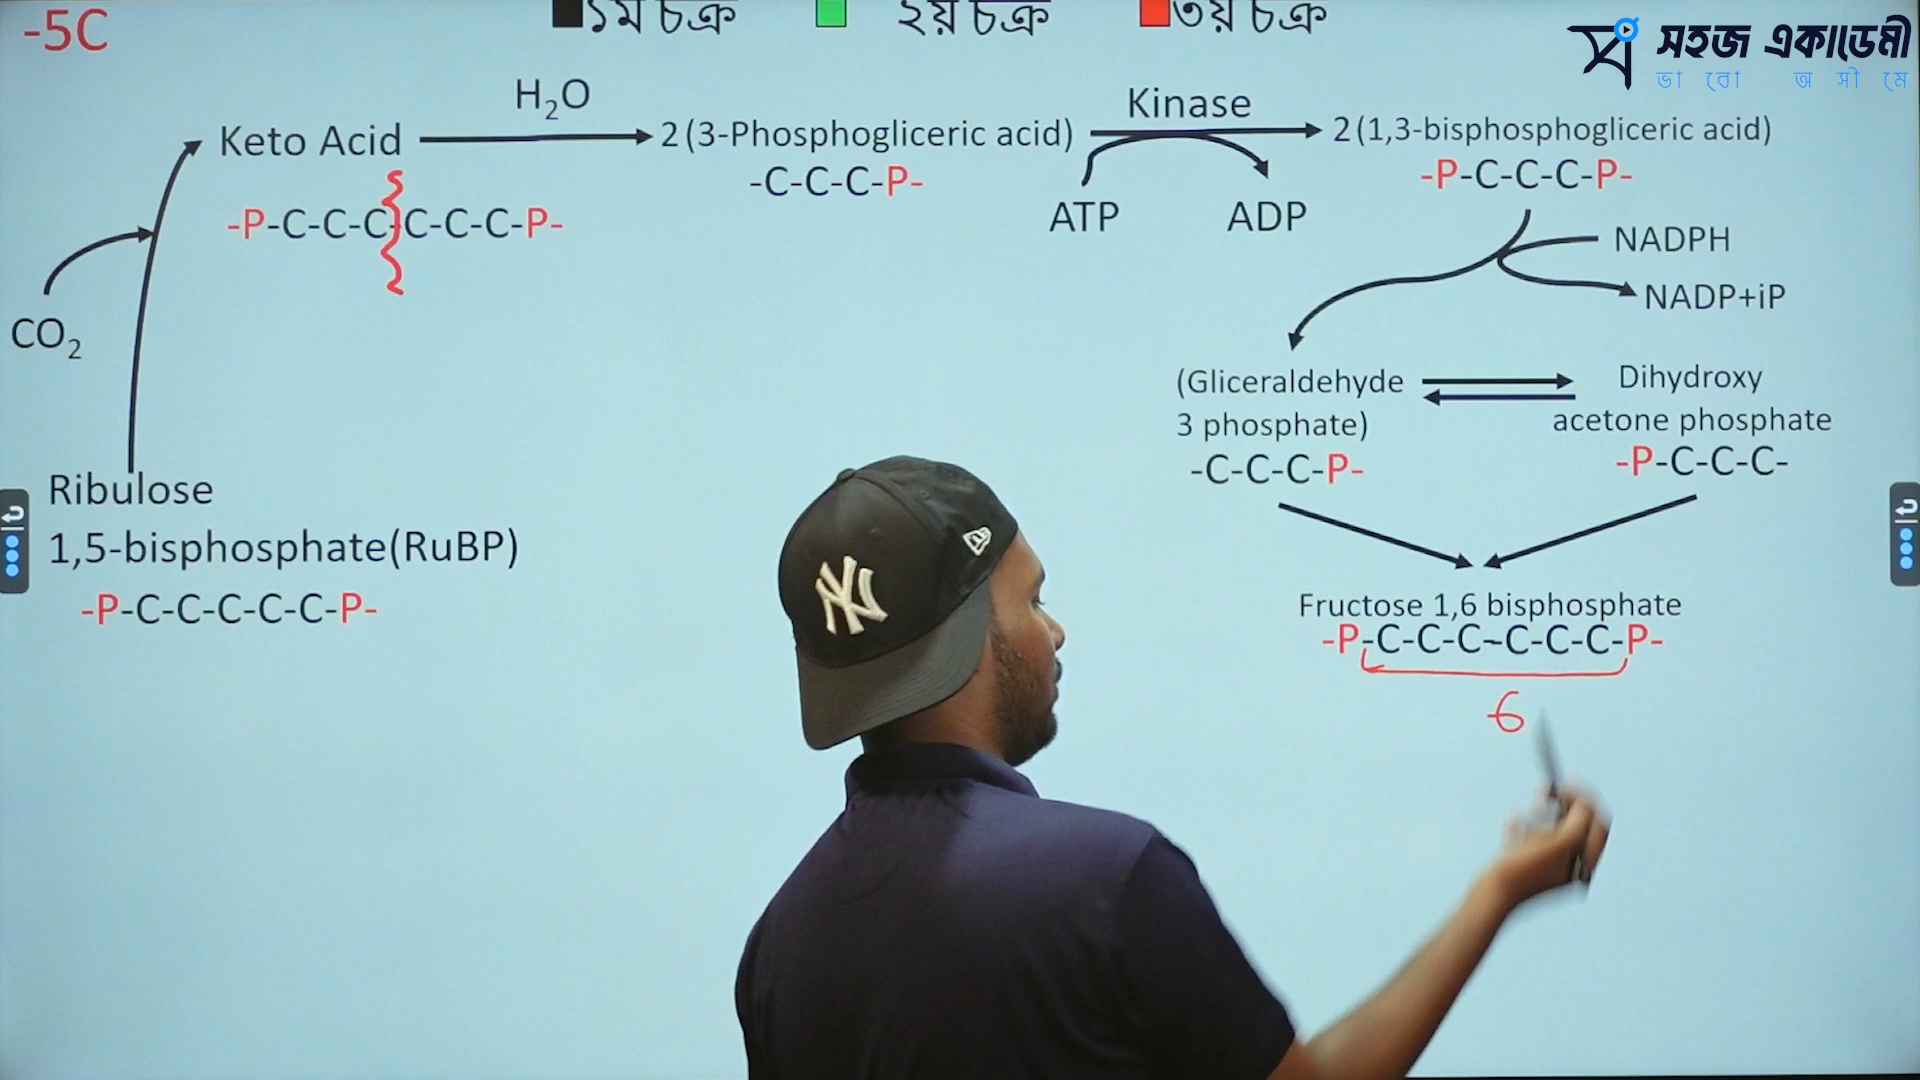 -5C
১ম চক্র
২য় চক্র
৩য় চক্র
সহজ একাডেমী
ভাবো অসীমে
H2O
Kinase
Keto Acid
2(3-Phosphogliceric acid)
2(1,3-bisphosphogliceric acid)
-C-C-C-P-
-P-C-C-C-P-
-P-C-C-C-C-C-C-P-
ATP
ADP
NADPH
NADP+iP
CO2
(Gliceraldehyde
3 phosphate)
-C-C-C-P-
Dihydroxy
acetone phosphate
-P-C-C-C-
Ribulose
1,5-bisphosphate(RuBP)
-P-C-C-C-C-C-P-
Fructose 1,6 bisphosphate
-P-C-C-C-C-C-C-P-
6
NY